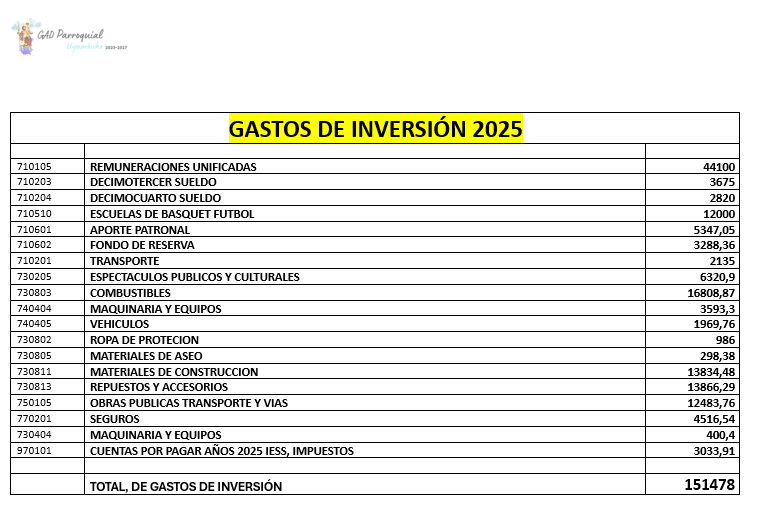 GAD Parroquial
Uyumbicho 2023-2027
GASTOS DE INVERSIÓN 2025
710105 REMUNERACIONES UNIFICADAS 44100
710203 DECIMOTERCER SUELDO 3675
710204 DECIMOCUARTO SUELDO 2820
710510 ESCUELAS DE BASQUET FUTBOL 12000
710601 APORTE PATRONAL 5347,05
710602 FONDO DE RESERVA 3288,36
710201 TRANSPORTE 2135
730205 ESPECTACULOS PUBLICOS Y CULTURALES 6320,9
730803 COMBUSTIBLES 16808,87
740404 MAQUINARIA Y EQUIPOS 3593,3
740405 VEHICULOS 1969,76
730802 ROPA DE PROTECION 986
730805 MATERIALES DE ASEO 298,38
730811 MATERIALES DE CONSTRUCCION 13834,48
730813 REPUESTOS Y ACCESORIOS 13866,29
750105 OBRAS PUBLICAS TRANSPORTE Y VIAS 12483,76
770201 SEGUROS 4516,54
730404 MAQUINARIA Y EQUIPOS 400,4
970101 CUENTAS POR PAGAR AÑOS 2025 IESS, IMPUESTOS 3033,91
TOTAL, DE GASTOS DE INVERSIÓN 151478